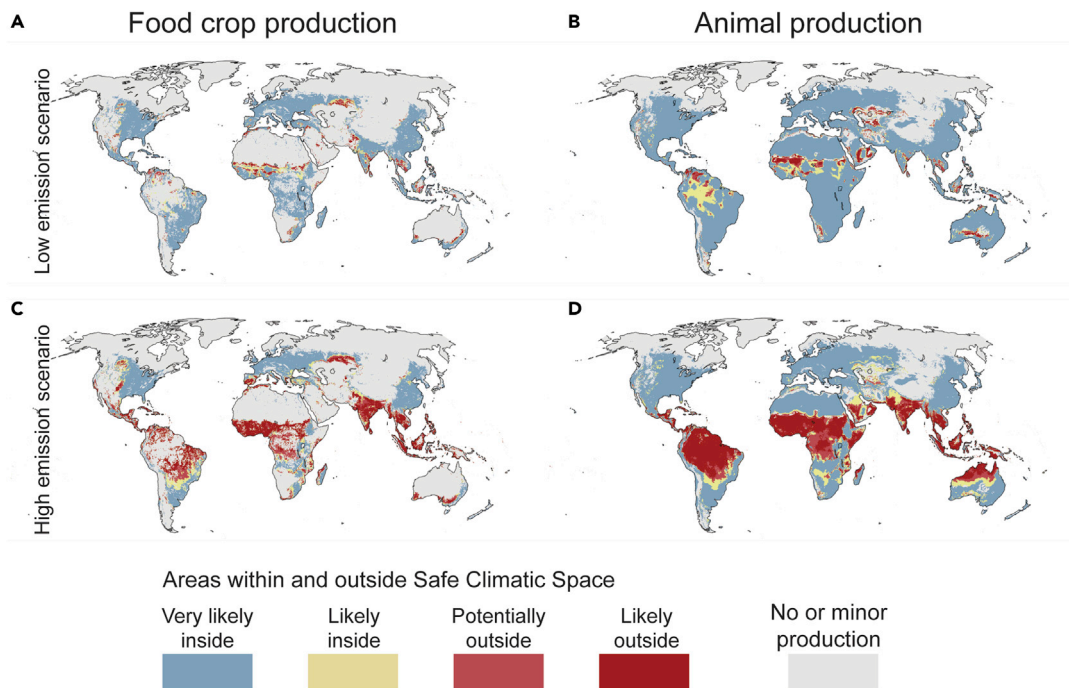 A
Food crop production
B
Animal production
Low emission scenario
C
D
High emission scenario
Areas within and outside Safe Climatic Space
Very likely
inside
Likely
inside
Potentially
outside
Likely
outside
No or minor
production